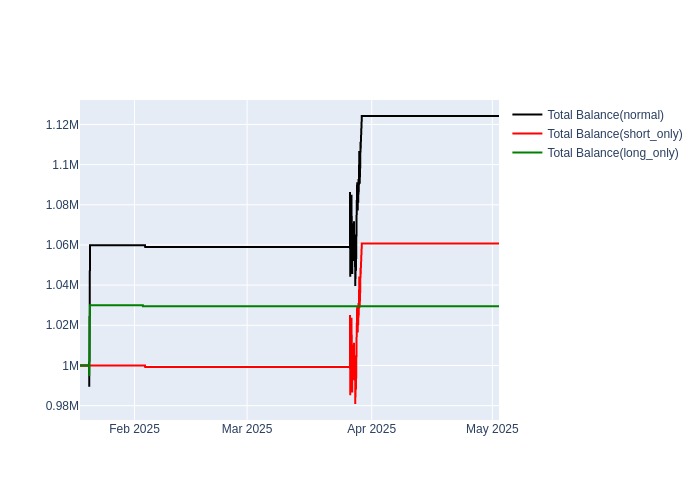 1.12M
1.1M
1.08M
1.06M
1.04M
1.02M
1M
0.98M
Feb 2025
Mar 2025
Apr 2025
May 2025
Total Balance(normal)
Total Balance(short_only)
Total Balance(long_only)